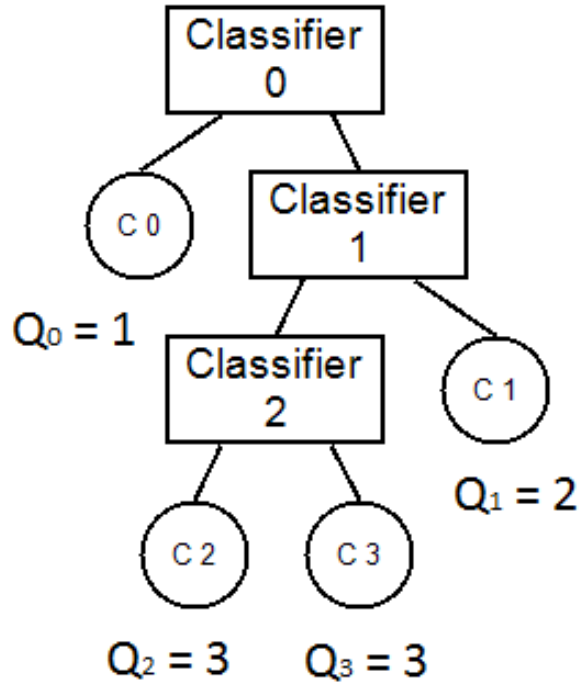 Classifier
0
C 0
Classifier
1
Q₀ = 1
Classifier
2
C 1
Q₁ = 2
C 2
C 3
Q₂ = 3
Q₃ = 3